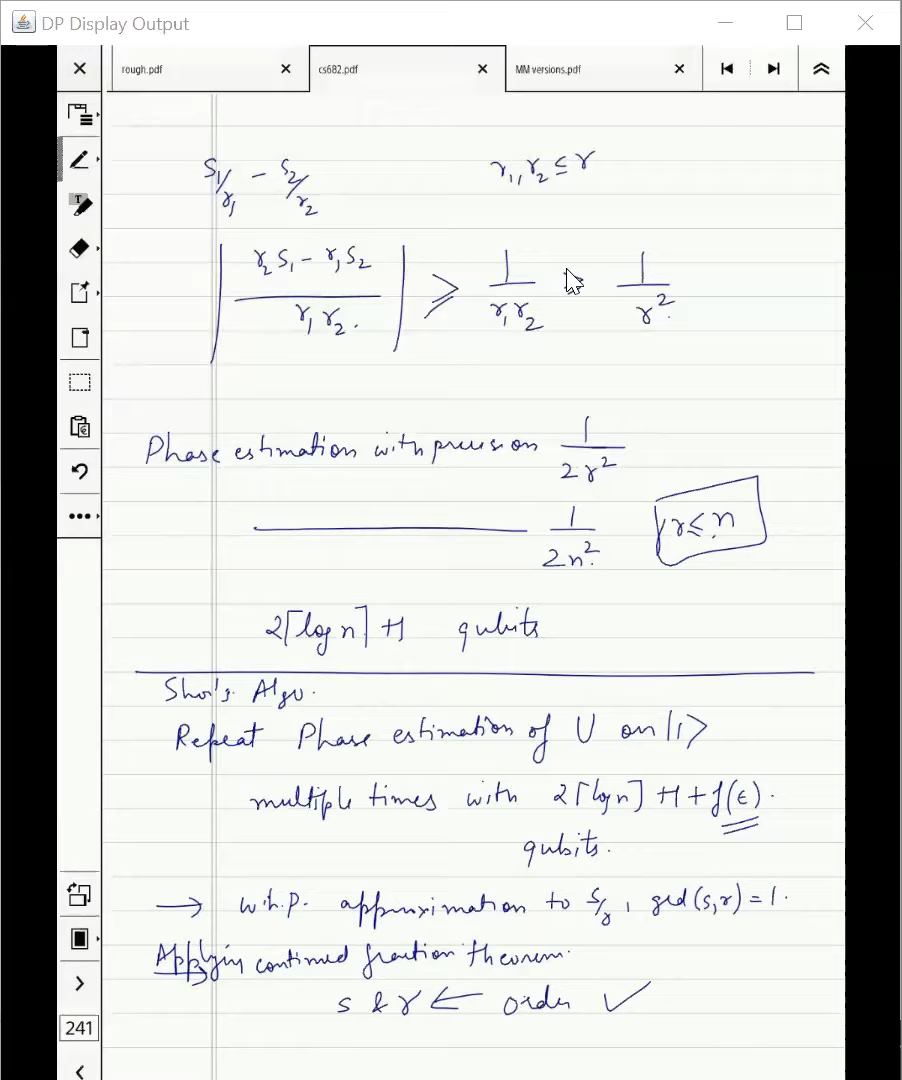 DP Display Output
rough.pdf cs682.pdf MM versions.pdf
s1/r1 - s2/r2 r1, r2 ≤ r
| (r2 s1 - r1 s2) / (r1 r2) | ≥ 1/(r1 r2) ≥ 1/r²
Phase estimation with precision 1/(2r²)
1/(2n²) r ≤ n
2⌈log n⌉ + 1 qubits
Shor's Algo.
Repeat Phase estimation of U on |1>
multiple times with 2⌈log n⌉ + 1 + f(ε).
qubits.
→ w.h.p. approximation to s/r, gcd(s,r) = 1.
Applying continued fraction theorem.
s & r ← order ✓
241